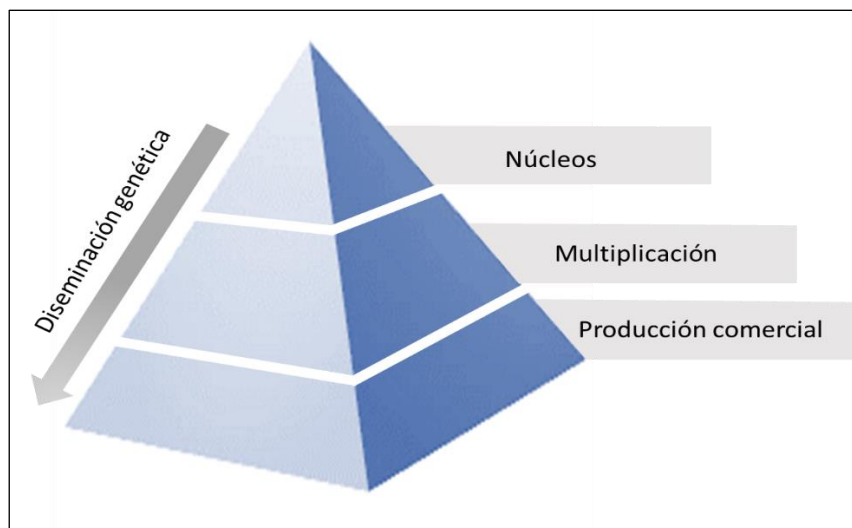 Diseminación genética
Núcleos
Multiplicación
Producción comercial